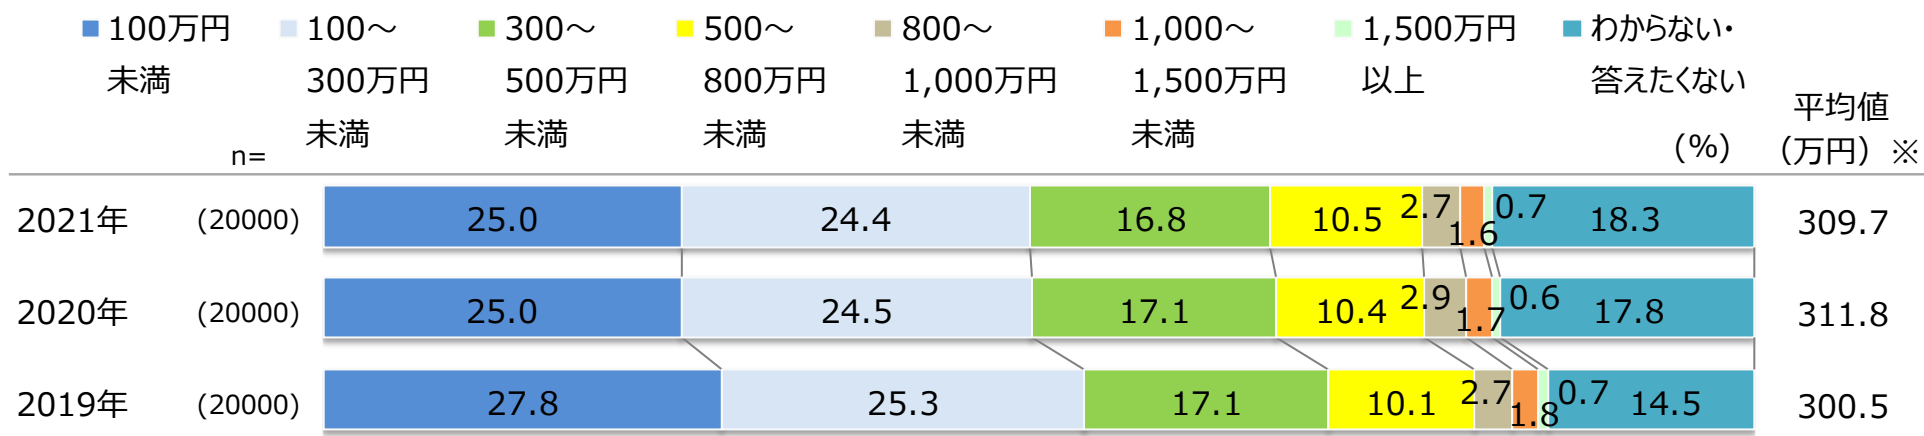 100万円 100～ 300～ 500～ 800～ 1,000～ 1,500万円 わからない・
未満 300万円 500万円 800万円 1,000万円 1,500万円 以上 答えたくない
未満 未満 未満 未満 未満
平均値
n= (%) (万円) ※
2021年 (20000) 25.0 24.4 16.8 10.5 2.7 1.6 0.7 18.3 309.7
2020年 (20000) 25.0 24.5 17.1 10.4 2.9 1.7 0.6 17.8 311.8
2019年 (20000) 27.8 25.3 17.1 10.1 2.7 1.8 0.7 14.5 300.5